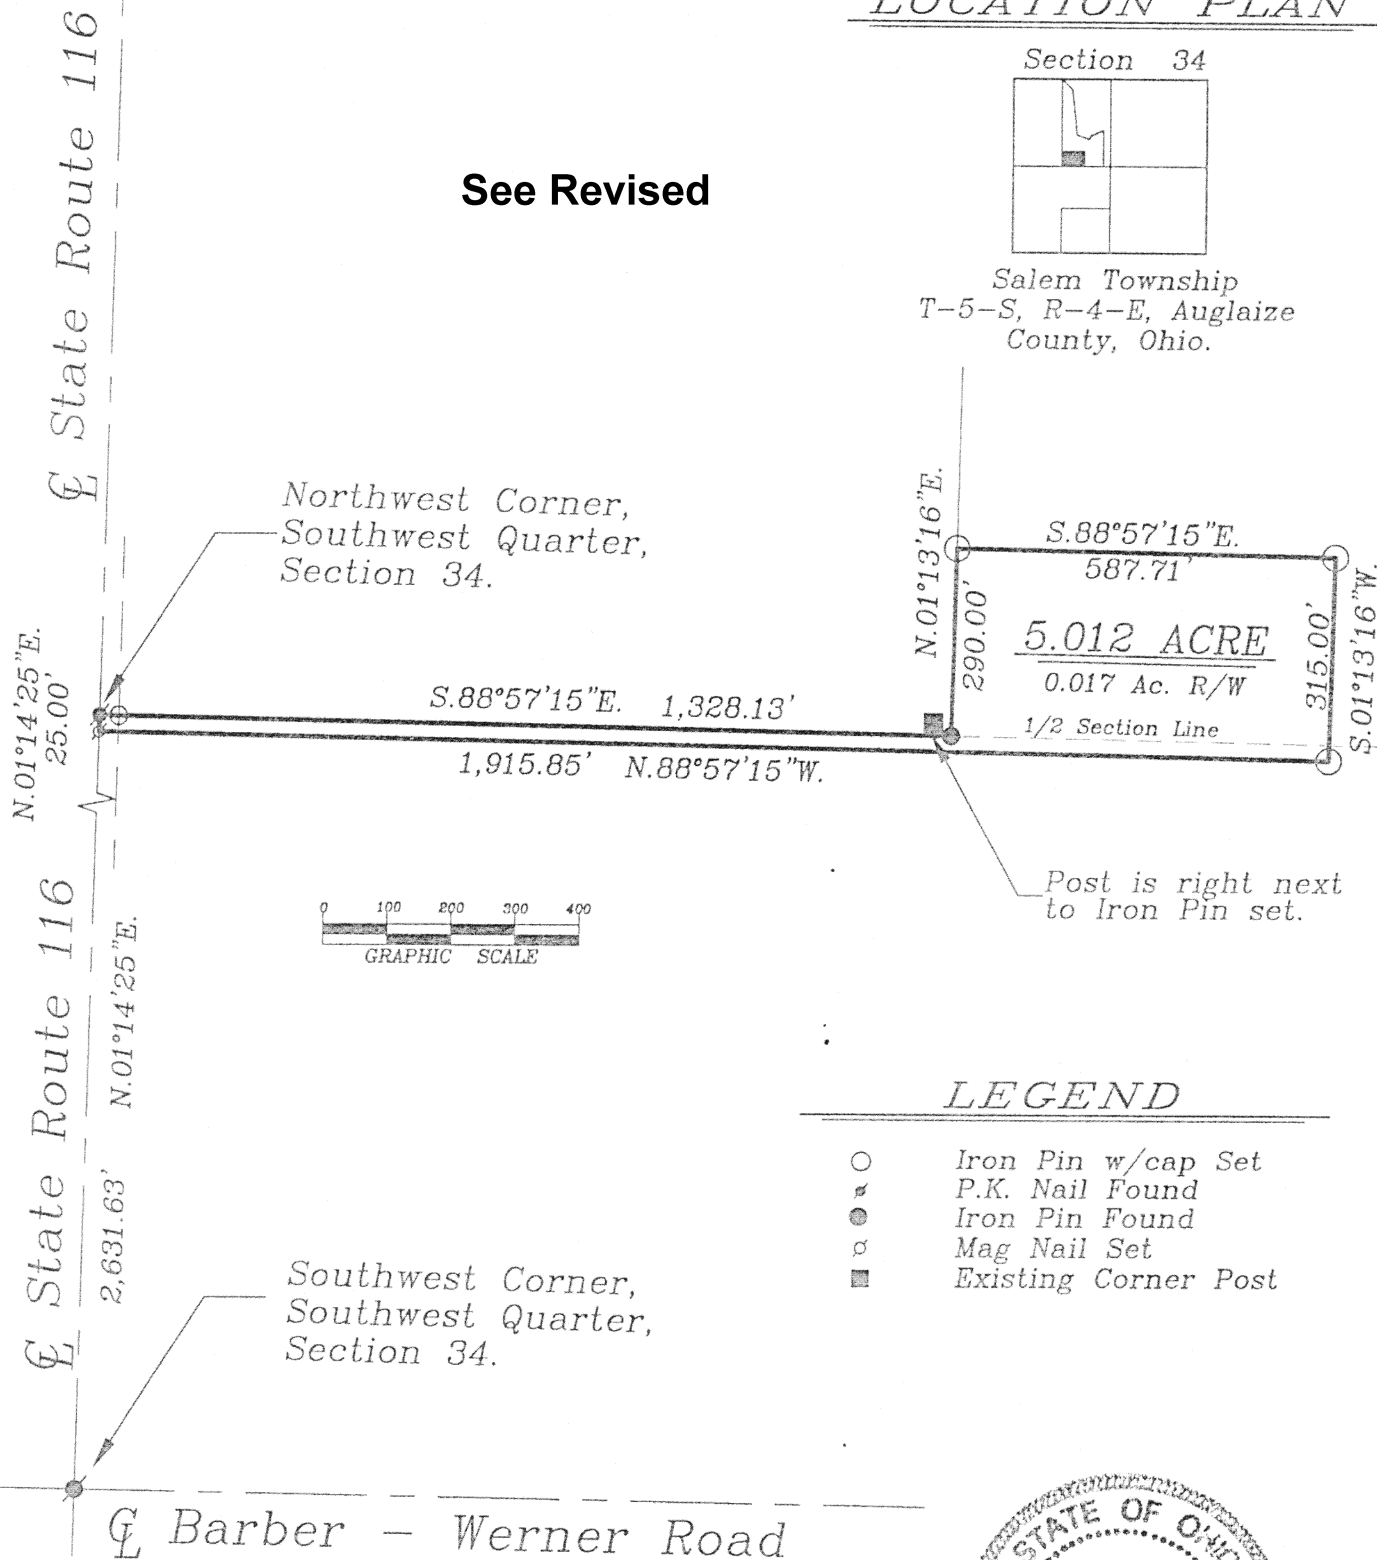 LOCATION PLAN
Section 34
See Revised
Salem Township
T-5-S, R-4-E, Auglaize
County, Ohio.
℄ State Route 116
Northwest Corner,
Southwest Quarter,
Section 34.
N.01°13'16"E.
290.00'
S.88°57'15"E.
587.71'
5.012 ACRE
0.017 Ac. R/W
315.00'
S.01°13'16"W.
1/2 Section Line
N.01°14'25"E.
25.00'
S.88°57'15"E. 1,328.13'
1,915.85' N.88°57'15"W.
Post is right next
to Iron Pin set.
0 100 200 300 400
GRAPHIC SCALE
℄ State Route 116
N.01°14'25"E.
2,631.63'
LEGEND
Iron Pin w/cap Set
P.K. Nail Found
Iron Pin Found
Mag Nail Set
Existing Corner Post
Southwest Corner,
Southwest Quarter,
Section 34.
℄ Barber - Werner Road
STATE OF OHIO